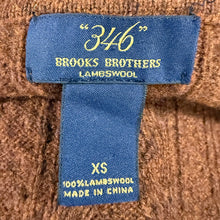 "346"
BROOKS BROTHERS
LAMBSWOOL
XS
100% LAMBSWOOL
MADE IN CHINA